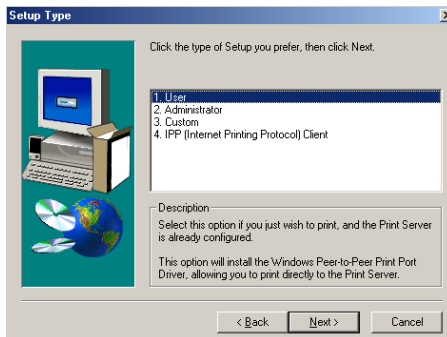 Setup Type
Click the type of Setup you prefer, then click Next.
1. User
2. Administrator
3. Custom
4. IPP (Internet Printing Protocol) Client
Description
Select this option if you just wish to print, and the Print Server
is already configured.
This option will install the Windows Peer-to-Peer Print Port
Driver, allowing you to print directly to the Print Server.
< Back
Next >
Cancel